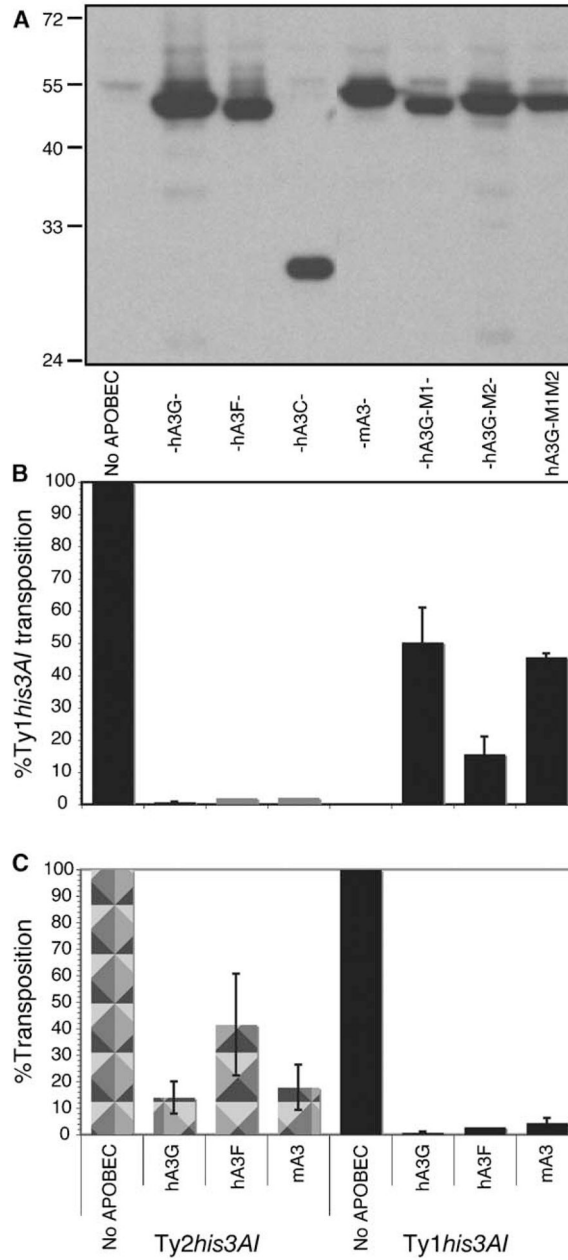 A
72
55
40
33
24
No APOBEC
-hA3G-
-hA3F-
-hA3C-
-mA3-
-hA3G-M1-
-hA3G-M2-
hA3G-M1M2
B
%Ty1his3AI transposition
100
90
80
70
60
50
40
30
20
10
0
C
%Transposition
100
90
80
70
60
50
40
30
20
10
0
No APOBEC
hA3G
hA3F
mA3
No APOBEC
hA3G
hA3F
mA3
Ty2his3AI
Ty1his3AI